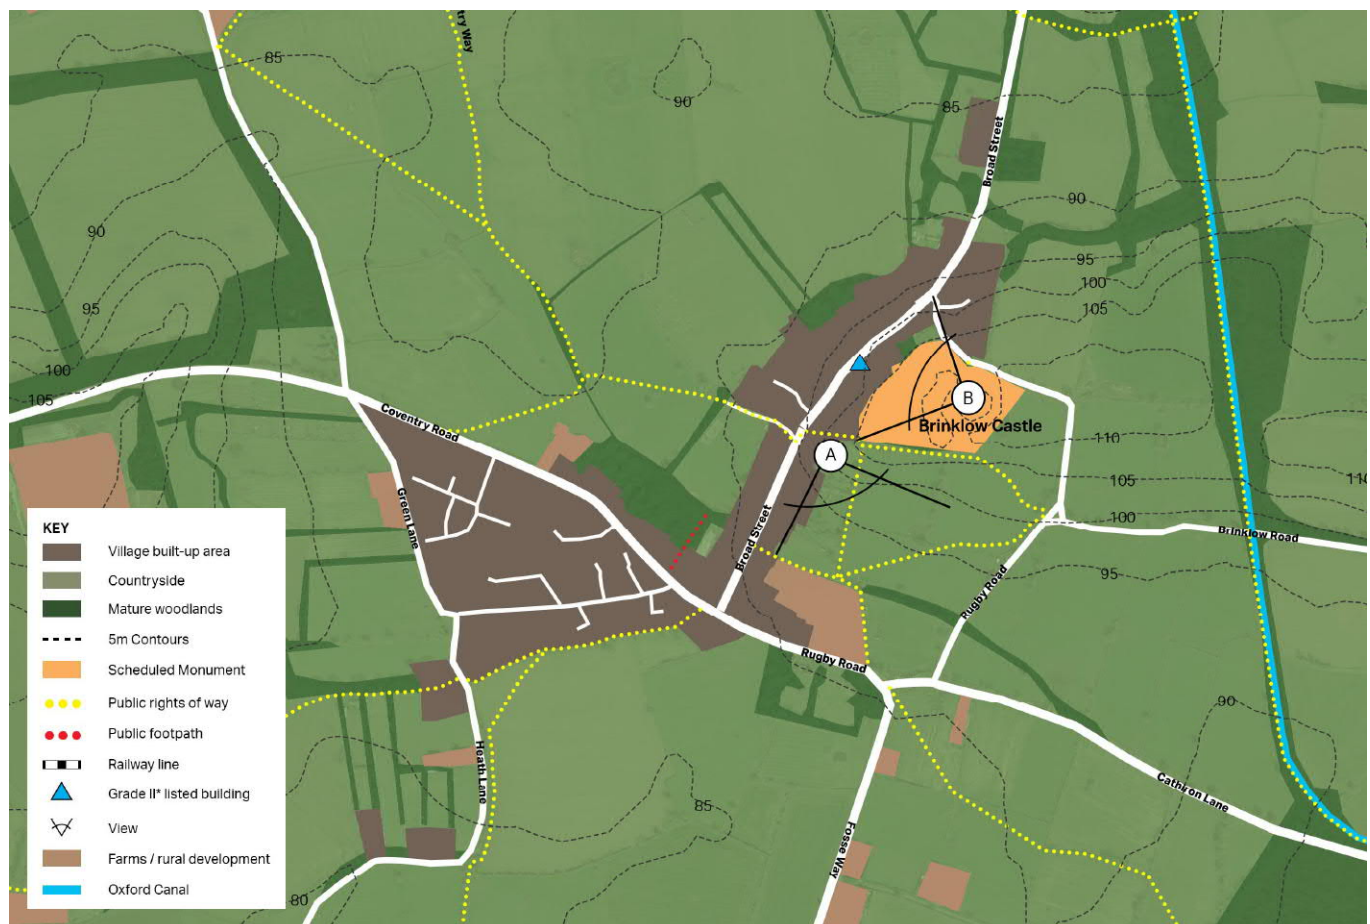 try Way
85
90
85
Broad Street
90
90
95
100
105
95
100
105
Coventry Road
B
Brinklow Castle
A
110
105
100
110
Green Lane
Broad Street
Brinklow Road
95
Rugby Road
Rugby Road
90
Heath Lane
Cathiron Lane
85
Fosse Way
80
KEY
Village built-up area
Countryside
Mature woodlands
5m Contours
Scheduled Monument
Public rights of way
Public footpath
Railway line
Grade II* listed building
View
Farms / rural development
Oxford Canal